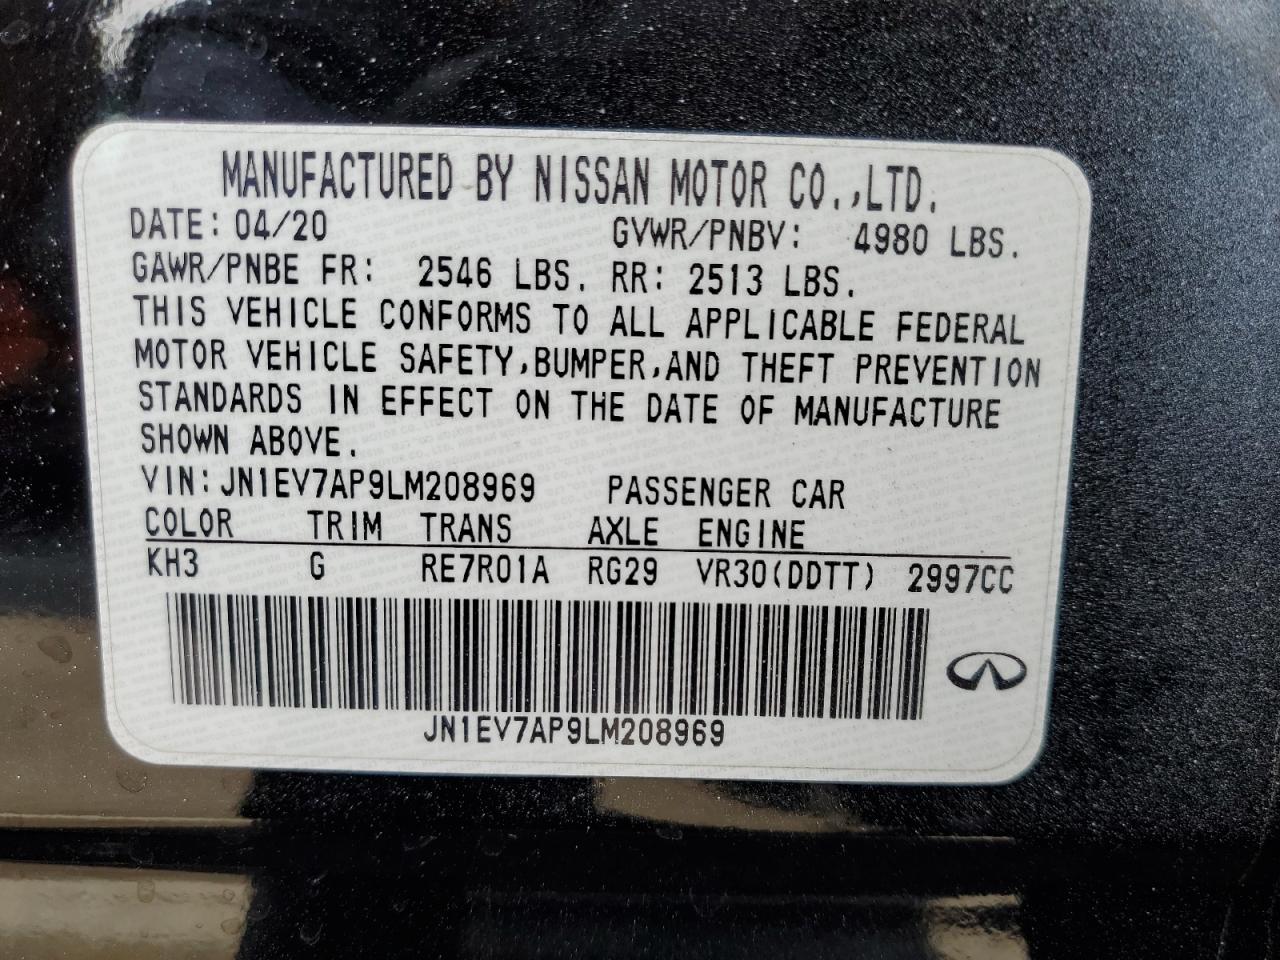 MANUFACTURED BY NISSAN MOTOR CO.,LTD.
DATE: 04/20 GVWR/PNBV: 4980 LBS.
GAWR/PNBE FR: 2546 LBS. RR: 2513 LBS.
THIS VEHICLE CONFORMS TO ALL APPLICABLE FEDERAL
MOTOR VEHICLE SAFETY,BUMPER,AND THEFT PREVENTION
STANDARDS IN EFFECT ON THE DATE OF MANUFACTURE
SHOWN ABOVE.
VIN: JN1EV7AP9LM208969 PASSENGER CAR
COLOR TRIM TRANS AXLE ENGINE
KH3 G RE7R01A RG29 VR30(DDTT) 2997CC
JN1EV7AP9LM208969